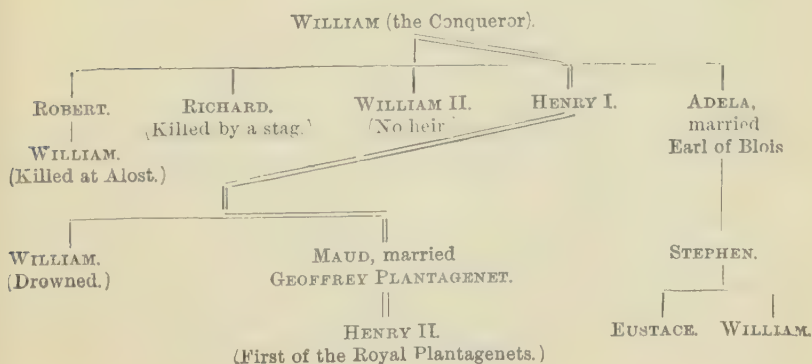 WILLIAM (the Conqueror).
ROBERT. RICHARD. WILLIAM II. HENRY I. ADELA,
(Killed by a stag.) (No heir.) married
WILLIAM. Earl of Blois
(Killed at Alost.)
WILLIAM. MAUD, married STEPHEN.
(Drowned.) GEOFFREY PLANTAGENET.
HENRY II. EUSTACE. WILLIAM.
(First of the Royal Plantagenets.)